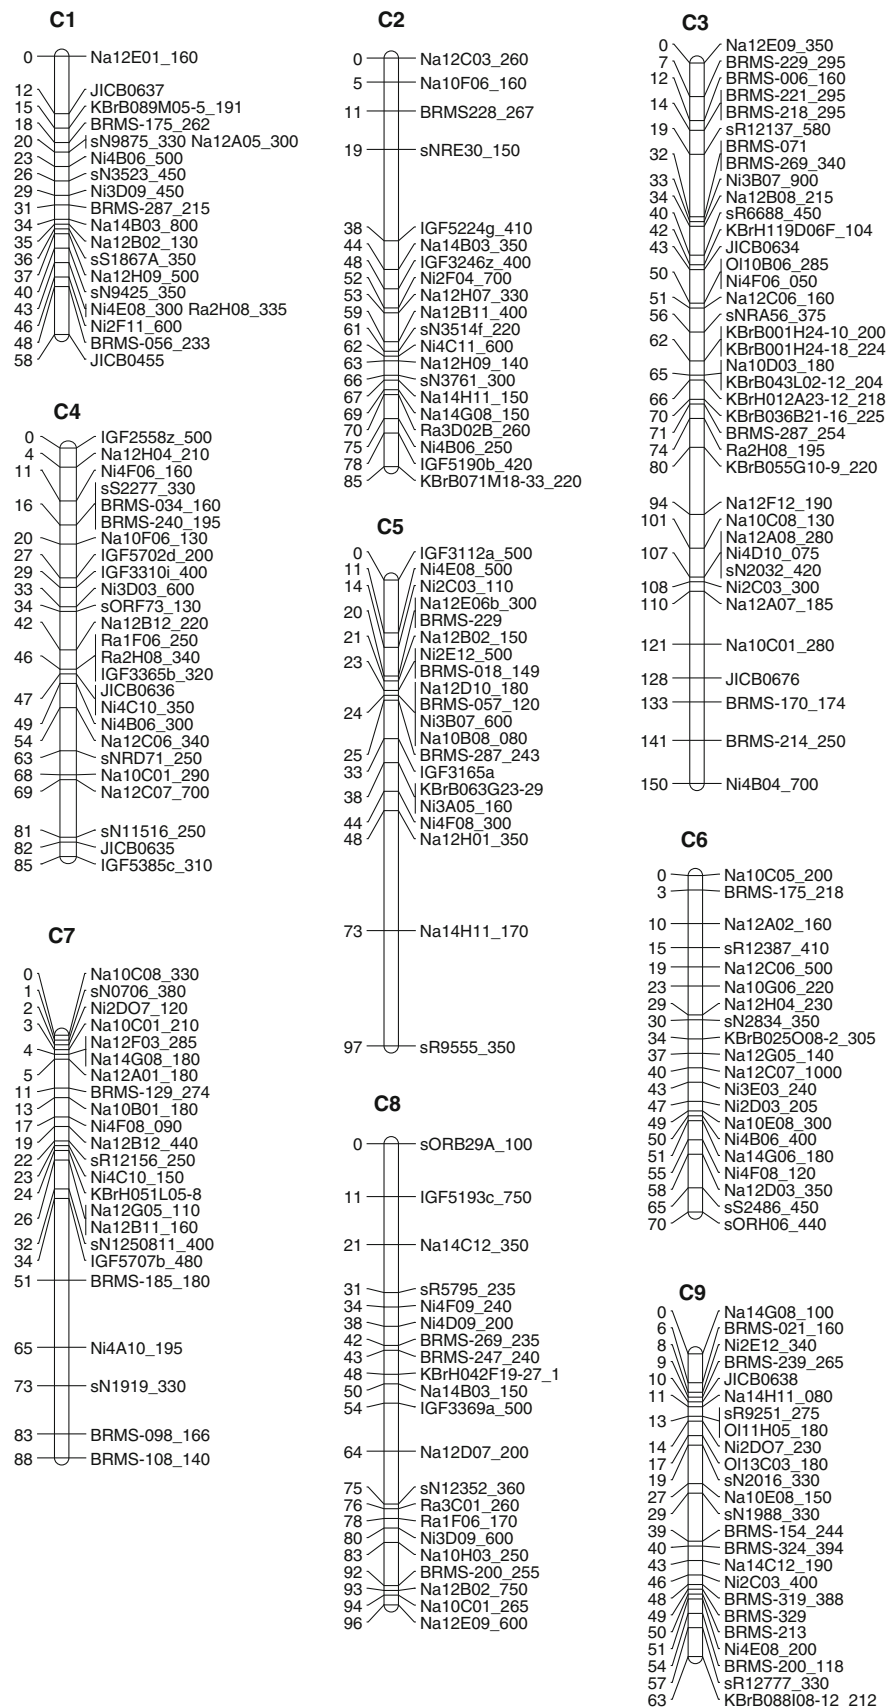 C1
0 Na12E01_160
12 JICB0637
15 KBrB089M05-5_191
18 BRMS-175_262
20 sN9875_330 Na12A05_300
23 Ni4B06_500
26 sN3523_450
29 Ni3D09_450
31 BRMS-287_215
34 Na14B03_800
35 Na12B02_130
36 sS1867A_350
37 Na12H09_500
40 sN9425_350
43 Ni4E08_300 Ra2H08_335
46 Ni2F11_600
48 BRMS-056_233
58 JICB0455
C2
0 Na12C03_260
5 Na10F06_160
11 BRMS228_267
19 sNRE30_150
38 IGF5224g_410
44 Na14B03_350
48 IGF3246z_400
52 Ni2F04_700
53 Na12H07_330
59 Na12B11_400
61 sN3514f_220
62 Ni4C11_600
63 Na12H09_140
66 sN3761_300
67 Na14H11_150
69 Na14G08_150
70 Ra3D02B_260
75 Ni4B06_250
78 IGF5190b_420
85 KBrB071M18-33_220
C3
0 Na12E09_350
7 BRMS-229_295
12 BRMS-006_160
14 BRMS-221_295
BRMS-218_295
19 sR12137_580
32 BRMS-071
BRMS-269_340
33 Ni3B07_900
34 Na12B08_215
40 sR6688_450
42 KBrH119D06F_104
43 JICB0634
50 Ol10B06_285
Ni4F06_050
51 Na12C06_160
56 sNRA56_375
62 KBrB001H24-10_200
KBrB001H24-18_224
65 Na10D03_180
KBrB043L02-12_204
66 KBrH012A23-12_218
70 KBrB036B21-16_225
71 BRMS-287_254
74 Ra2H08_195
80 KBrB055G10-9_220
94 Na12F12_190
101 Na10C08_130
107 Na12A08_280
Ni4D10_075
sN2032_420
108 Ni2C03_300
110 Na12A07_185
121 Na10C01_280
128 JICB0676
133 BRMS-170_174
141 BRMS-214_250
150 Ni4B04_700
C4
0 IGF2558z_500
4 Na12H04_210
11 Ni4F06_160
16 sS2277_330
BRMS-034_160
BRMS-240_195
20 Na10F06_130
27 IGF5702d_200
29 IGF3310i_400
33 Ni3D03_600
34 sORF73_130
42 Na12B12_220
46 Ra1F06_250
Ra2H08_340
IGF3365b_320
47 JICB0636
Ni4C10_350
49 Ni4B06_300
54 Na12C06_340
63 sNRD71_250
68 Na10C01_290
69 Na12C07_700
81 sN11516_250
82 JICB0635
85 IGF5385c_310
C5
0 IGF3112a_500
11 Ni4E08_500
14 Ni2C03_110
20 Na12E06b_300
BRMS-229
21 Na12B02_150
23 Ni2E12_500
BRMS-018_149
24 Na12D10_180
BRMS-057_120
Ni3B07_600
Na10B08_080
25 BRMS-287_243
33 IGF3165a
38 KBrB063G23-29
Ni3A05_160
44 Ni4F08_300
48 Na12H01_350
73 Na14H11_170
97 sR9555_350
C6
0 Na10C05_200
3 BRMS-175_218
10 Na12A02_160
15 sR12387_410
19 Na12C06_500
23 Na10G06_220
29 Na12H04_230
30 sN2834_350
34 KBrB025O08-2_305
37 Na12G05_140
40 Na12C07_1000
43 Ni3E03_240
47 Ni2D03_205
49 Na10E08_300
50 Ni4B06_400
51 Na14G06_180
55 Ni4F08_120
58 Na12D03_350
65 sS2486_450
70 sORH06_440
C7
0 Na10C08_330
1 sN0706_380
2 Ni2DO7_120
3 Na10C01_210
4 Na12F03_285
Na14G08_180
5 Na12A01_180
11 BRMS-129_274
13 Na10B01_180
17 Ni4F08_090
19 Na12B12_440
22 sR12156_250
23 Ni4C10_150
24 KBrH051L05-8
26 Na12G05_110
Na12B11_160
32 sN1250811_400
34 IGF5707b_480
51 BRMS-185_180
65 Ni4A10_195
73 sN1919_330
83 BRMS-098_166
88 BRMS-108_140
C8
0 sORB29A_100
11 IGF5193c_750
21 Na14C12_350
31 sR5795_235
34 Ni4F09_240
38 Ni4D09_200
42 BRMS-269_235
43 BRMS-247_240
48 KBrH042F19-27_1
50 Na14B03_150
54 IGF3369a_500
64 Na12D07_200
75 sN12352_360
76 Ra3C01_260
78 Ra1F06_170
80 Ni3D09_600
83 Na10H03_250
92 BRMS-200_255
93 Na12B02_750
94 Na10C01_265
96 Na12E09_600
C9
0 Na14G08_100
6 BRMS-021_160
8 Ni2E12_340
9 BRMS-239_265
10 JICB0638
11 Na14H11_080
13 sR9251_275
Ol11H05_180
14 Ni2DO7_230
17 Ol13C03_180
19 sN2016_330
27 Na10E08_150
29 sN1988_330
39 BRMS-154_244
40 BRMS-324_394
43 Na14C12_190
46 Ni2C03_400
48 BRMS-319_388
49 BRMS-329
50 BRMS-213
51 Ni4E08_200
54 BRMS-200_118
57 sR12777_330
63 KBrB088I08-12_212